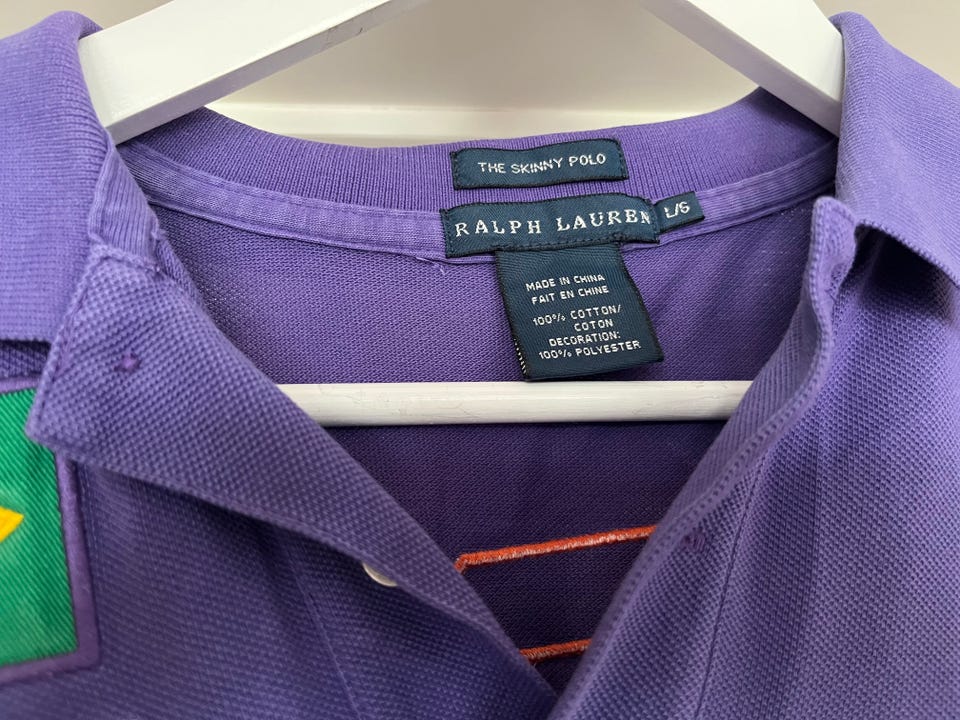 THE SKINNY POLO
RALPH LAUREN
L/G
MADE IN CHINA
FAIT EN CHINE
100% COTTON/
COTON
DECORATION:
100% POLYESTER